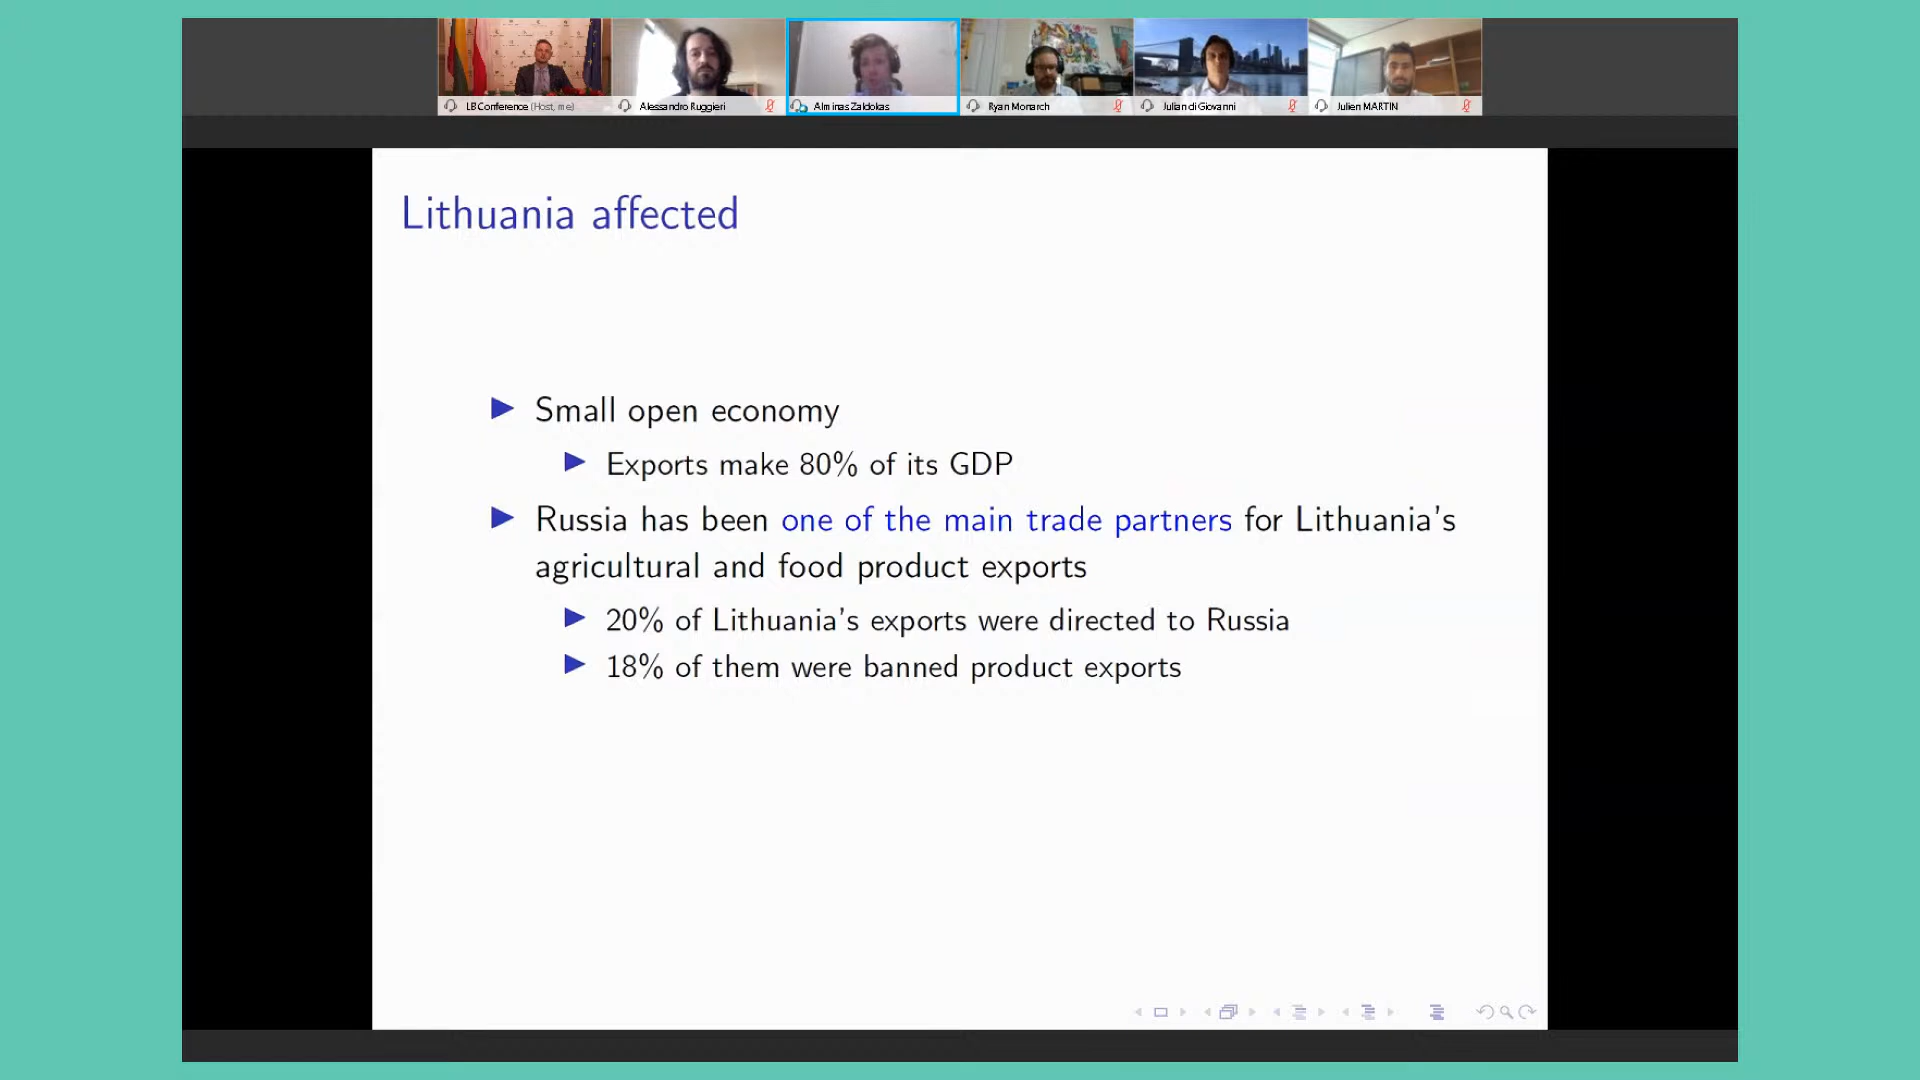 LB Conference (Host, me)
Alessandro Ruggieri
Alminas Zaldokas
Ryan Monarch
Julian di Giovanni
Julien MARTIN
Lithuania affected
Small open economy
Exports make 80% of its GDP
Russia has been one of the main trade partners for Lithuania's
agricultural and food product exports
20% of Lithuania's exports were directed to Russia
18% of them were banned product exports